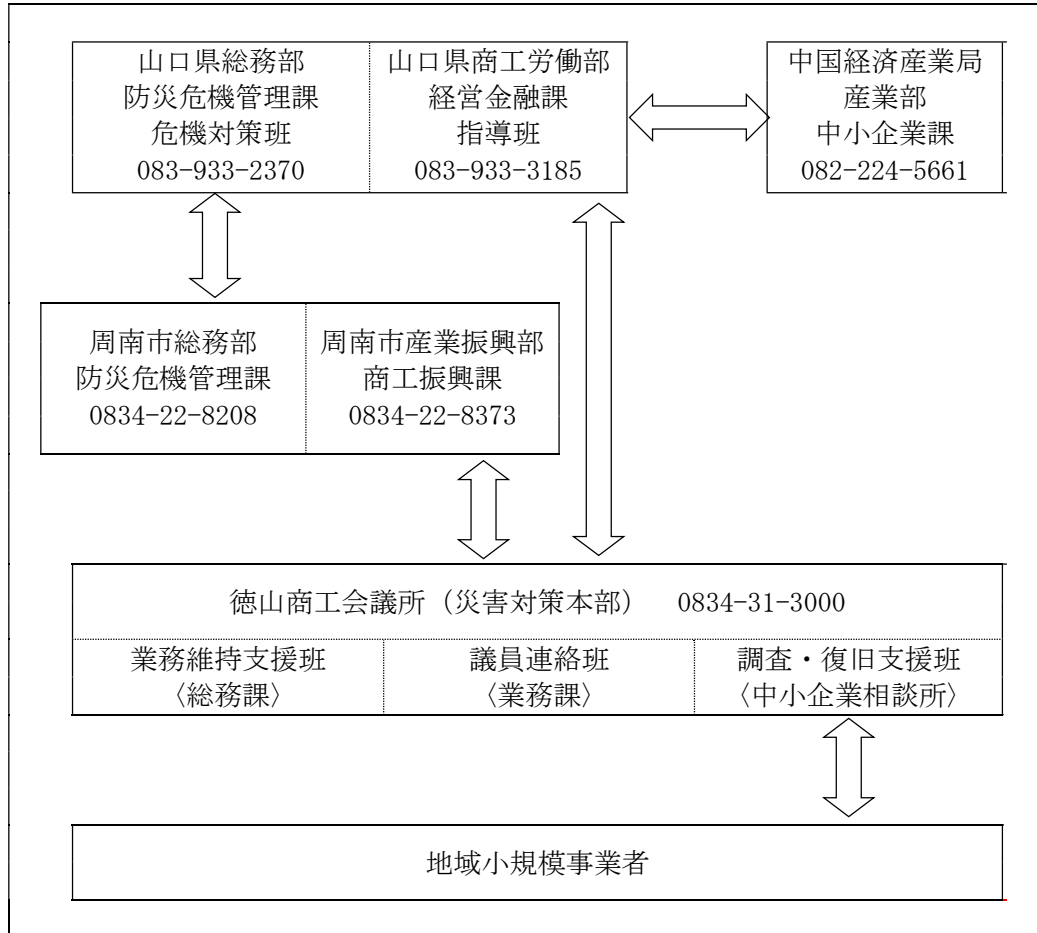 山口県総務部
防災危機管理課
危機対策班
083-933-2370
山口県商工労働部
経営金融課
指導班
083-933-3185
中国経済産業局
産業部
中小企業課
082-224-5661
周南市総務部
防災危機管理課
0834-22-8208
周南市産業振興部
商工振興課
0834-22-8373
徳山商工会議所（災害対策本部） 0834-31-3000
業務維持支援班
〈総務課〉
議員連絡班
〈業務課〉
調査・復旧支援班
〈中小企業相談所〉
地域小規模事業者